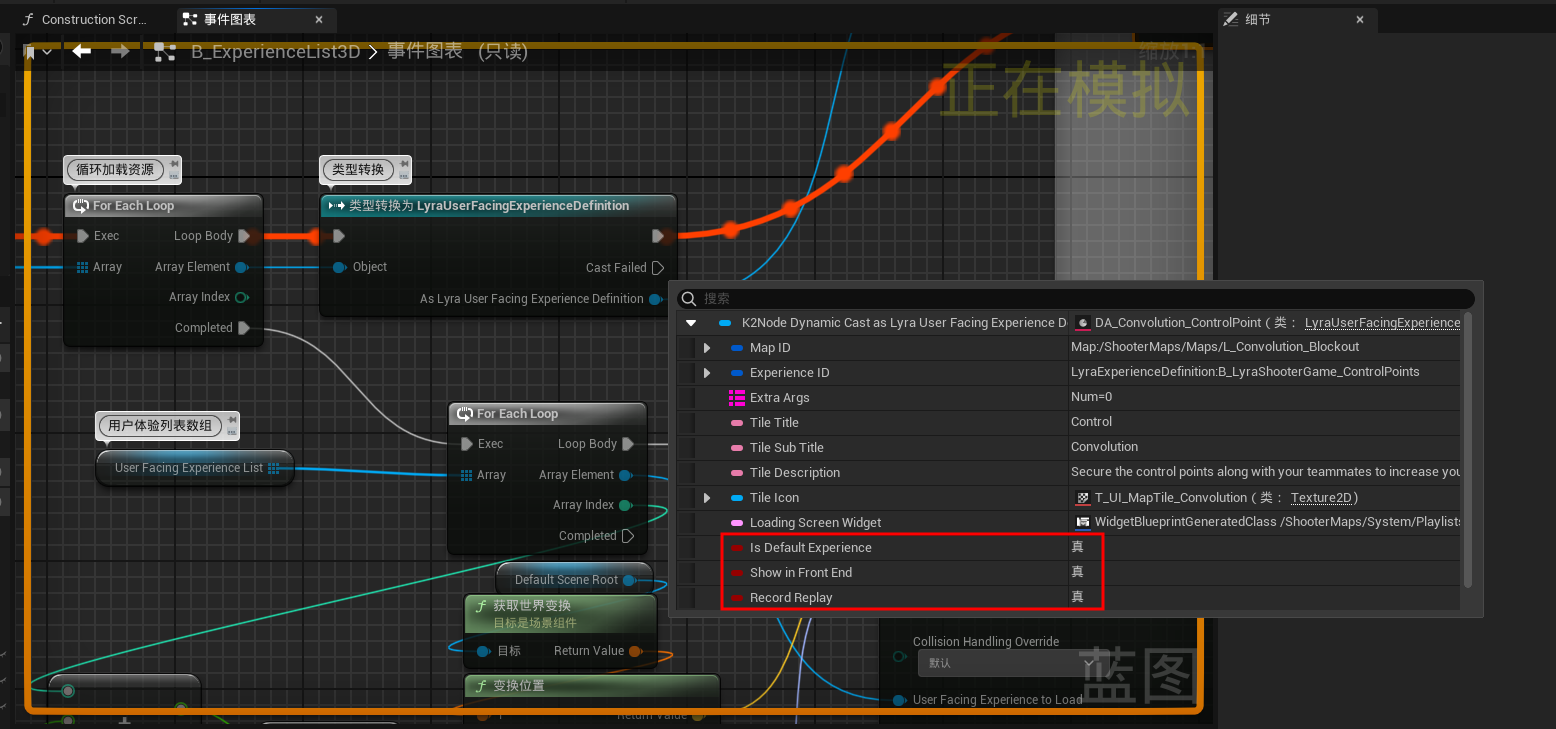 Construction Scr...
事件图表
细节
B_ExperienceList3D
事件图表
(只读)
正在模拟
循环加载资源
类型转换
For Each Loop
类型转换为 LyraUserFacingExperienceDefinition
Exec
Loop Body
Array
Array Element
Object
Cast Failed
Array Index
As Lyra User Facing Experience Definition
Completed
搜索
K2Node Dynamic Cast as Lyra User Facing Experience D
DA_Convolution_ControlPoint ( 类： LyraUserFacingExperience
Map ID
Map:/ShooterMaps/Maps/L_Convolution_Blockout
Experience ID
LyraExperienceDefinition:B_LyraShooterGame_ControlPoints
Extra Args
Num=0
Tile Title
Control
Tile Sub Title
Convolution
Tile Description
Secure the control points along with your teammates to increase you
Tile Icon
T_UI_MapTile_Convolution ( 类： Texture2D )
Loading Screen Widget
WidgetBlueprintGeneratedClass /ShooterMaps/System/Playlists
Is Default Experience
真
Show in Front End
真
Record Replay
真
用户体验列表数组
User Facing Experience List
For Each Loop
Exec
Loop Body
Array
Array Element
Array Index
Completed
Default Scene Root
获取世界变换
目标是场景组件
目标
Return Value
变换位置
T
Return Value
Collision Handling Override
默认
User Facing Experience to Load
蓝图